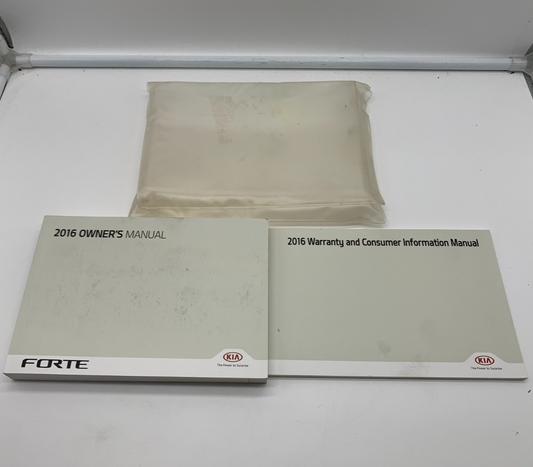 2016 OWNER'S MANUAL
FORTE
KIA
The Power to Surprise
2016 Warranty and Consumer Information Manual
KIA
The Power to Surprise